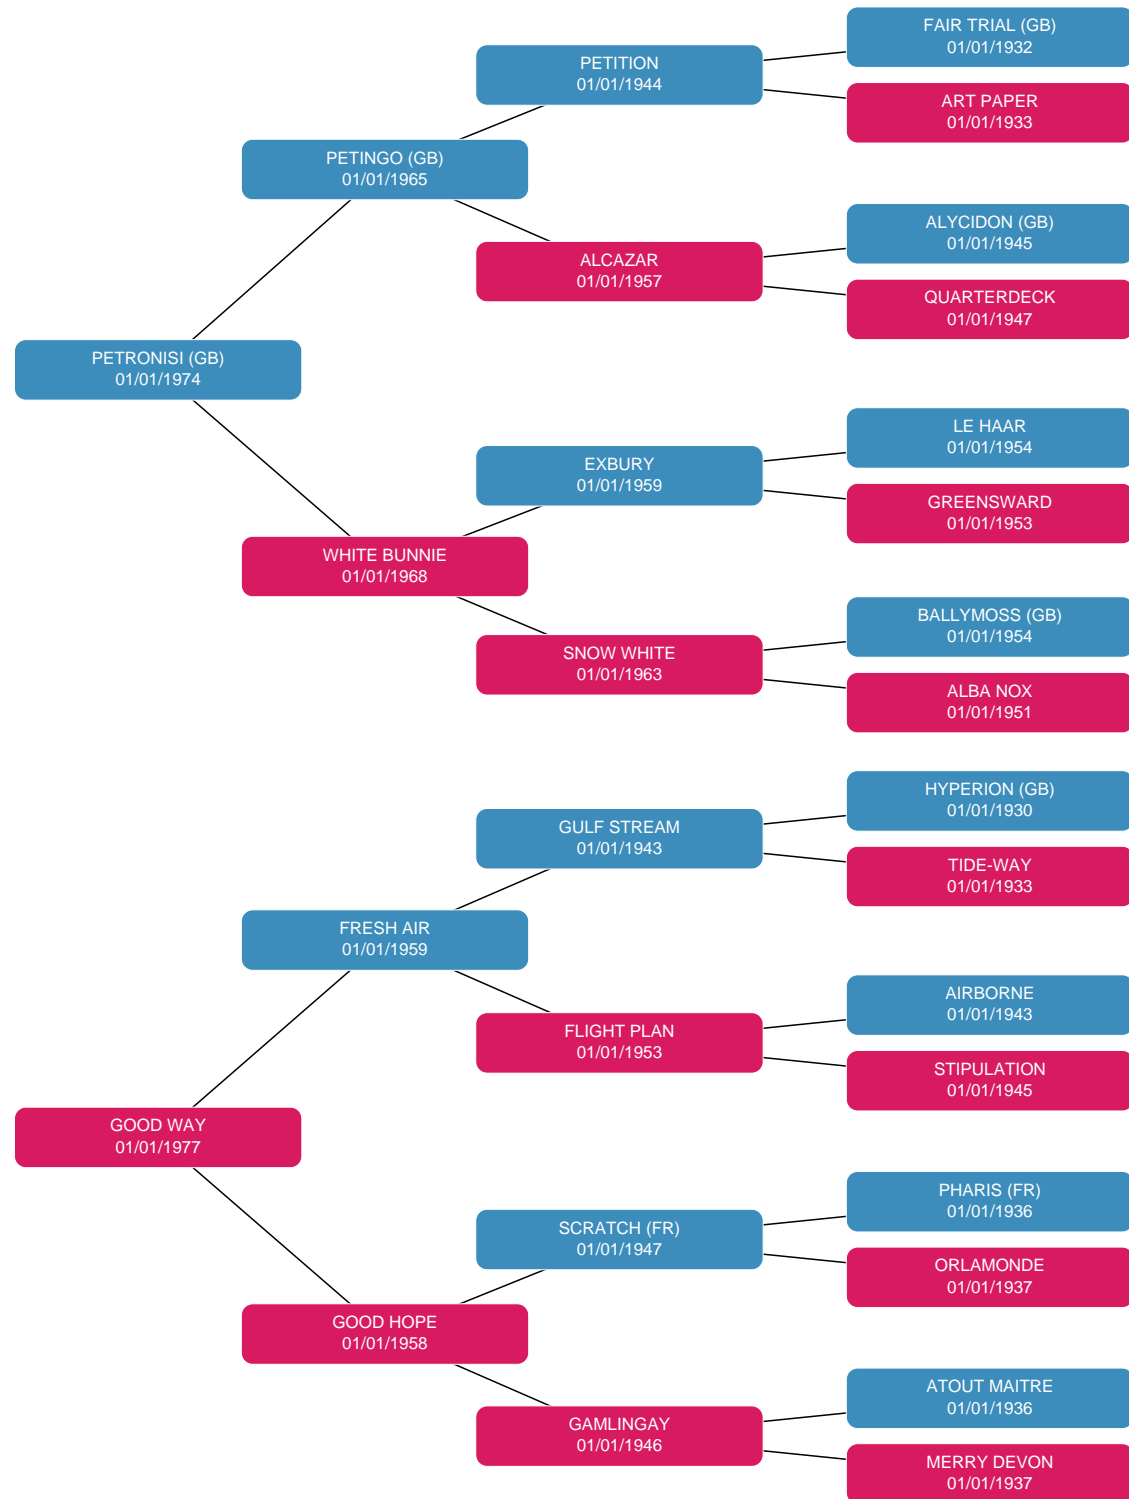 FAIR TRIAL (GB)
01/01/1932
PETITION
01/01/1944
ART PAPER
01/01/1933
PETINGO (GB)
01/01/1965
ALYCIDON (GB)
01/01/1945
ALCAZAR
01/01/1957
QUARTERDECK
01/01/1947
PETRONISI (GB)
01/01/1974
LE HAAR
01/01/1954
EXBURY
01/01/1959
GREENSWARD
01/01/1953
WHITE BUNNIE
01/01/1968
BALLYMOSS (GB)
01/01/1954
SNOW WHITE
01/01/1963
ALBA NOX
01/01/1951
HYPERION (GB)
01/01/1930
GULF STREAM
01/01/1943
TIDE-WAY
01/01/1933
FRESH AIR
01/01/1959
AIRBORNE
01/01/1943
FLIGHT PLAN
01/01/1953
STIPULATION
01/01/1945
GOOD WAY
01/01/1977
PHARIS (FR)
01/01/1936
SCRATCH (FR)
01/01/1947
ORLAMONDE
01/01/1937
GOOD HOPE
01/01/1958
ATOUT MAITRE
01/01/1936
GAMLINGAY
01/01/1946
MERRY DEVON
01/01/1937